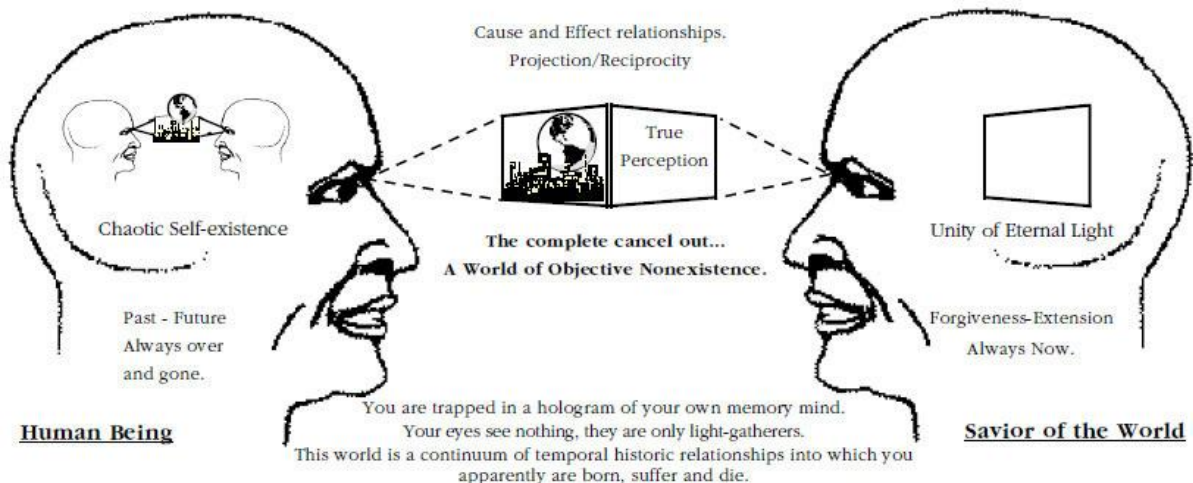 Cause and Effect relationships.
Projection/Reciprocity
True
Perception
Chaotic Self-existence
Unity of Eternal Light
The complete cancel out...
A World of Objective Nonexistence.
Past - Future
Always over
and gone.
Forgiveness-Extension
Always Now.
Human Being
Savior of the World
You are trapped in a hologram of your own memory mind.
Your eyes see nothing, they are only light-gatherers.
This world is a continuum of temporal historic relationships into which you
apparently are born, suffer and die.